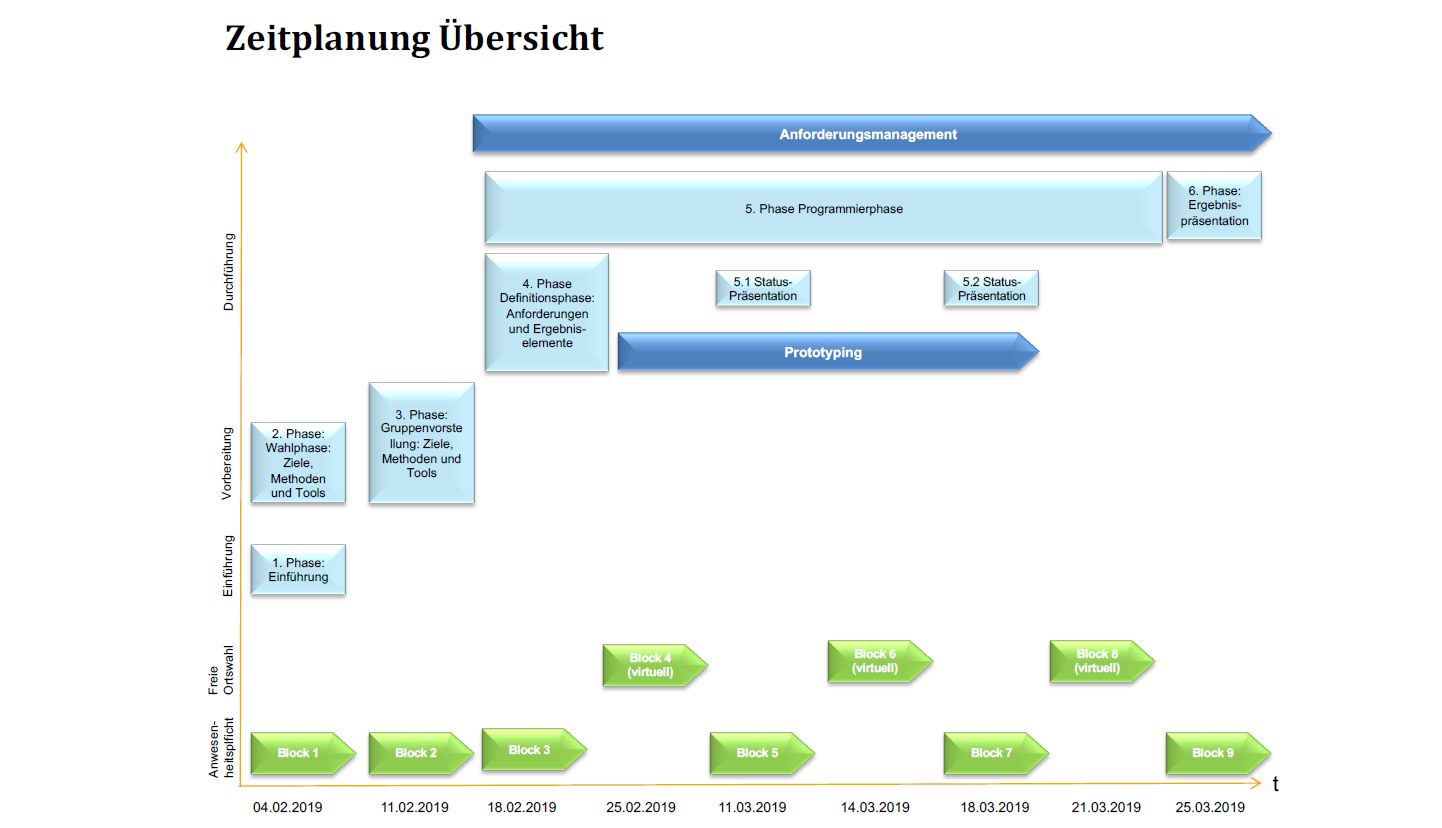 Zeitplanung Übersicht
Anforderungsmanagement
5. Phase Programmierphase
6. Phase:
Ergebnis-
präsentation
4. Phase
Definitionsphase:
Anforderungen
und Ergebnis-
elemente
5.1 Status-
Präsentation
5.2 Status-
Präsentation
Prototyping
Durchführung
2. Phase:
Wahlphase:
Ziele,
Methoden
und Tools
3. Phase:
Gruppenvorste
llung: Ziele,
Methoden und
Tools
Vorbereitung
1. Phase:
Einführung
Einführung
Freie
Ortswahl
Block 4
(virtuell)
Block 6
(virtuell)
Block 8
(virtuell)
Anwesen-
heitsplficht
Block 1
Block 2
Block 3
Block 5
Block 7
Block 9
t
04.02.2019
11.02.2019
18.02.2019
25.02.2019
11.03.2019
14.03.2019
18.03.2019
21.03.2019
25.03.2019